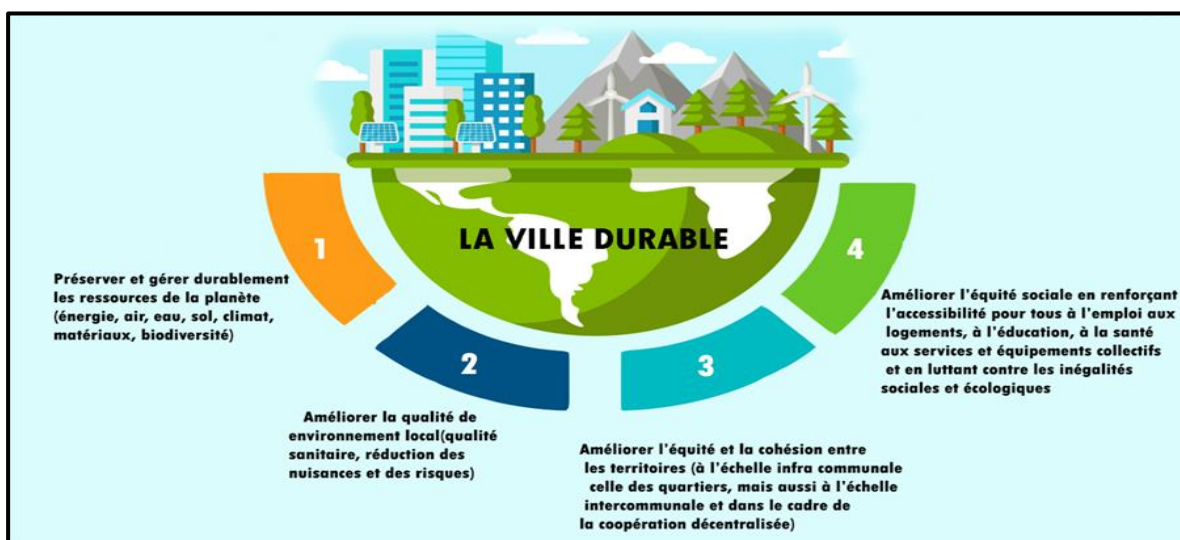 LA VILLE DURABLE
1
Préserver et gérer durablement
les ressources de la planète
(énergie, air, eau, sol, climat,
matériaux, biodiversité)
2
Améliorer la qualité de
environnement local(qualité
sanitaire, réduction des
nuisances et des risques)
3
Améliorer l'équité et la cohésion entre
les territoires (à l'échelle infra communale
celle des quartiers, mais aussi à l'échelle
intercommunale et dans le cadre de
la coopération décentralisée)
4
Améliorer l'équité sociale en renforçant
l'accessibilité pour tous à l'emploi aux
logements, à l'éducation, à la santé
aux services et équipements collectifs
et en luttant contre les inégalités
sociales et écologiques